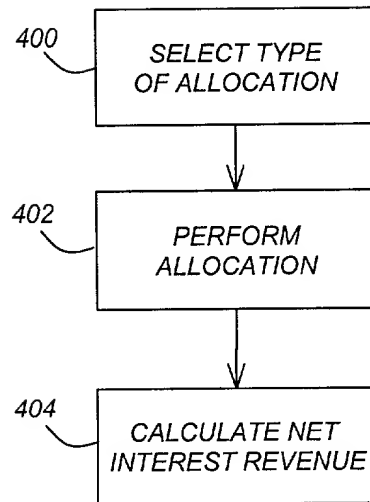 400
SELECT TYPE
OF ALLOCATION
402
PERFORM
ALLOCATION
404
CALCULATE NET
INTEREST REVENUE